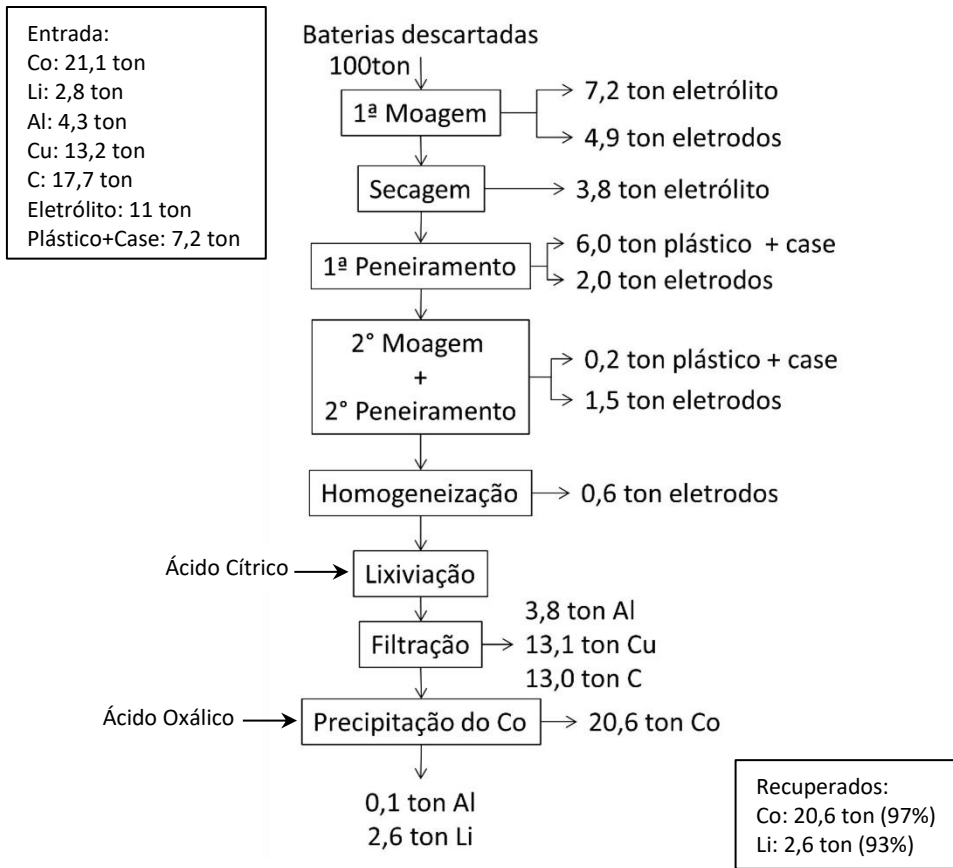 Entrada:
Co: 21,1 ton
Li: 2,8 ton
Al: 4,3 ton
Cu: 13,2 ton
C: 17,7 ton
Eletrólito: 11 ton
Plástico+Case: 7,2 ton
Baterias descartadas
100ton
1ª Moagem
7,2 ton eletrólito
4,9 ton eletrodos
Secagem
3,8 ton eletrólito
1ª Peneiramento
6,0 ton plástico + case
2,0 ton eletrodos
2° Moagem
+
2° Peneiramento
0,2 ton plástico + case
1,5 ton eletrodos
Homogeneização
0,6 ton eletrodos
Ácido Cítrico
Lixiviação
Filtração
3,8 ton Al
13,1 ton Cu
13,0 ton C
Ácido Oxálico
Precipitação do Co
20,6 ton Co
0,1 ton Al
2,6 ton Li
Recuperados:
Co: 20,6 ton (97%)
Li: 2,6 ton (93%)